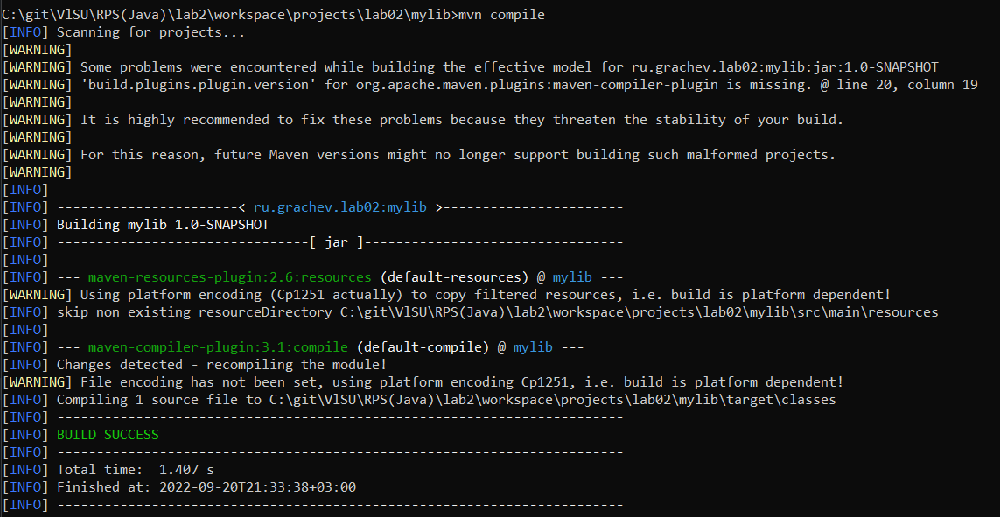 C:\git\VlSU\RPS(Java)\lab2\workspace\projects\lab02\mylib>mvn compile
[INFO] Scanning for projects...
[WARNING]
[WARNING] Some problems were encountered while building the effective model for ru.grachev.lab02:mylib:jar:1.0-SNAPSHOT
[WARNING] 'build.plugins.plugin.version' for org.apache.maven.plugins:maven-compiler-plugin is missing. @ line 20, column 19
[WARNING]
[WARNING] It is highly recommended to fix these problems because they threaten the stability of your build.
[WARNING]
[WARNING] For this reason, future Maven versions might no longer support building such malformed projects.
[WARNING]
[INFO]
[INFO] -----------------------< ru.grachev.lab02:mylib >-----------------------
[INFO] Building mylib 1.0-SNAPSHOT
[INFO] --------------------------------[ jar ]---------------------------------
[INFO]
[INFO] --- maven-resources-plugin:2.6:resources (default-resources) @ mylib ---
[WARNING] Using platform encoding (Cp1251 actually) to copy filtered resources, i.e. build is platform dependent!
[INFO] skip non existing resourceDirectory C:\git\VlSU\RPS(Java)\lab2\workspace\projects\lab02\mylib\src\main\resources
[INFO]
[INFO] --- maven-compiler-plugin:3.1:compile (default-compile) @ mylib ---
[INFO] Changes detected - recompiling the module!
[WARNING] File encoding has not been set, using platform encoding Cp1251, i.e. build is platform dependent!
[INFO] Compiling 1 source file to C:\git\VlSU\RPS(Java)\lab2\workspace\projects\lab02\mylib\target\classes
[INFO] ------------------------------------------------------------------------
[INFO] BUILD SUCCESS
[INFO] ------------------------------------------------------------------------
[INFO] Total time:  1.407 s
[INFO] Finished at: 2022-09-20T21:33:38+03:00
[INFO] ------------------------------------------------------------------------